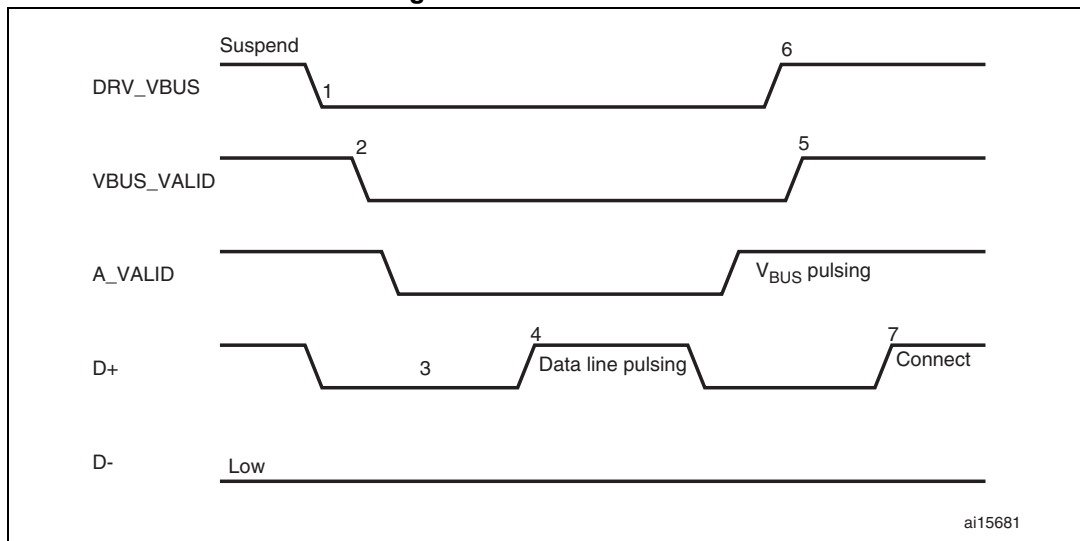 Suspend
6
DRV_VBUS
1
2
5
VBUS_VALID
A_VALID
VBUS pulsing
4
7
D+
3
Data line pulsing
Connect
D-
Low
ai15681